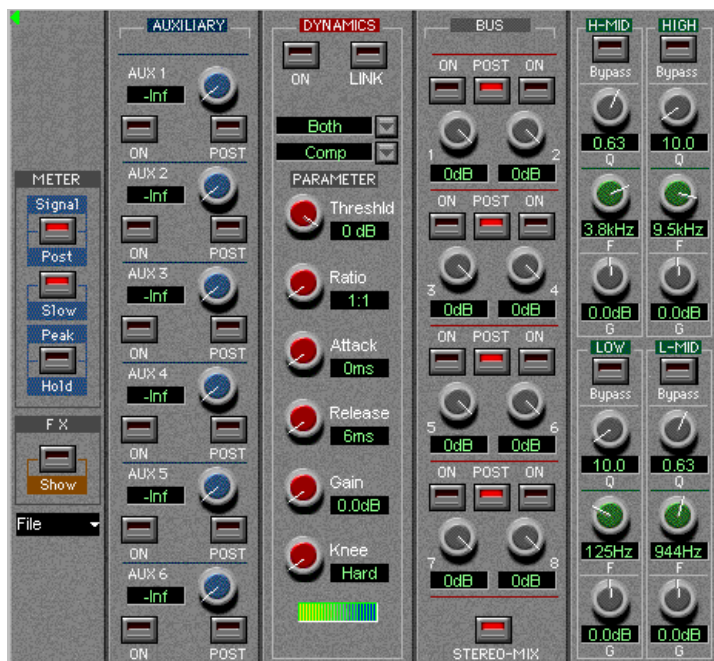 METER
Signal
Post
Slow
Peak
Hold
FX
Show
File
AUXILIARY
AUX 1
-Inf
ON POST
AUX 2
-Inf
ON POST
AUX 3
-Inf
ON POST
AUX 4
-Inf
ON POST
AUX 5
-Inf
ON POST
AUX 6
-Inf
ON POST
DYNAMICS
ON LINK
Both
Comp
PARAMETER
Threshld
0 dB
Ratio
1:1
Attack
0ms
Release
6ms
Gain
0.0dB
Knee
Hard
BUS
ON POST ON
1 2
0dB 0dB
ON POST ON
3 4
0dB 0dB
ON POST ON
5 6
0dB 0dB
ON POST ON
7 8
0dB 0dB
STEREO-MIX
H-MID HIGH
Bypass Bypass
0.63 10.0
Q Q
3.8kHz 9.5kHz
F F
0.0dB 0.0dB
G G
LOW L-MID
Bypass Bypass
10.0 0.63
Q Q
125Hz 944Hz
F F
0.0dB 0.0dB
G G